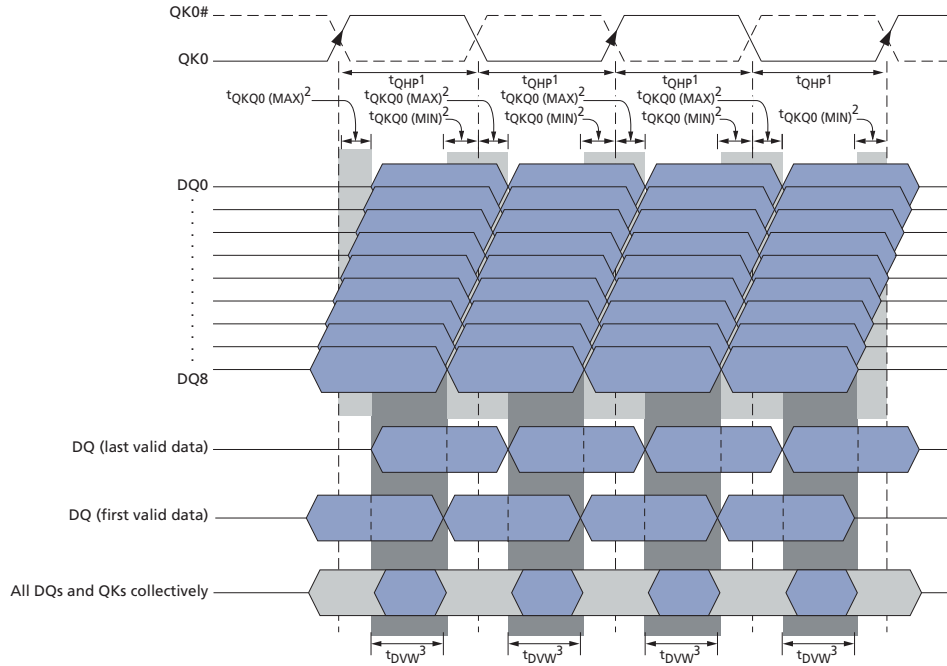 QK0#
QK0
tQHP1 tQHP1 tQHP1 tQHP1
tQKQ0 (MAX)2 tQKQ0 (MAX)2 tQKQ0 (MAX)2 tQKQ0 (MAX)2
tQKQ0 (MIN)2 tQKQ0 (MIN)2 tQKQ0 (MIN)2 tQKQ0 (MIN)2
DQ0
DQ8
DQ (last valid data)
DQ (first valid data)
All DQs and QKs collectively
tDVW3 tDVW3 tDVW3 tDVW3